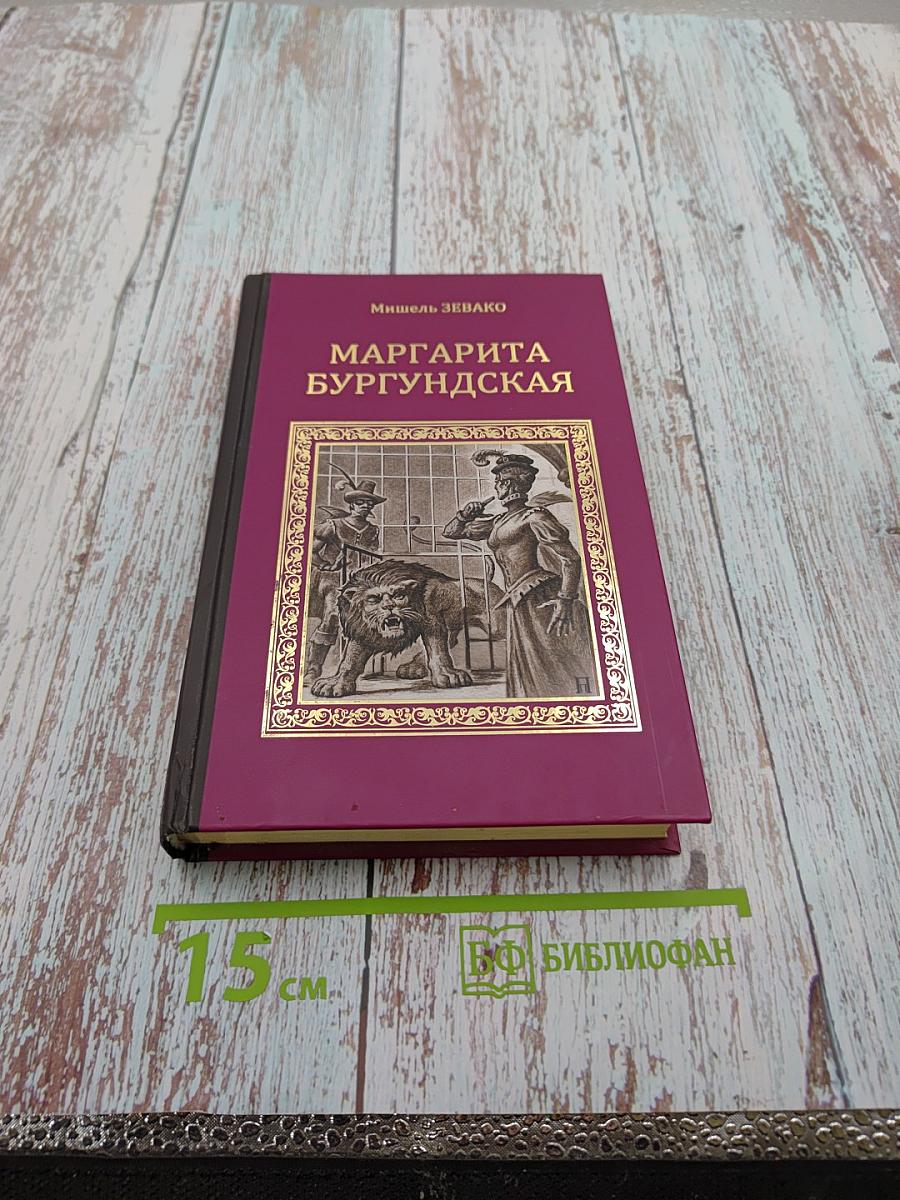 Мишель ЗЕВАКО
МАРГАРИТА
БУРГУНДСКАЯ
Н
15 см
БФ БИБЛИОФАН